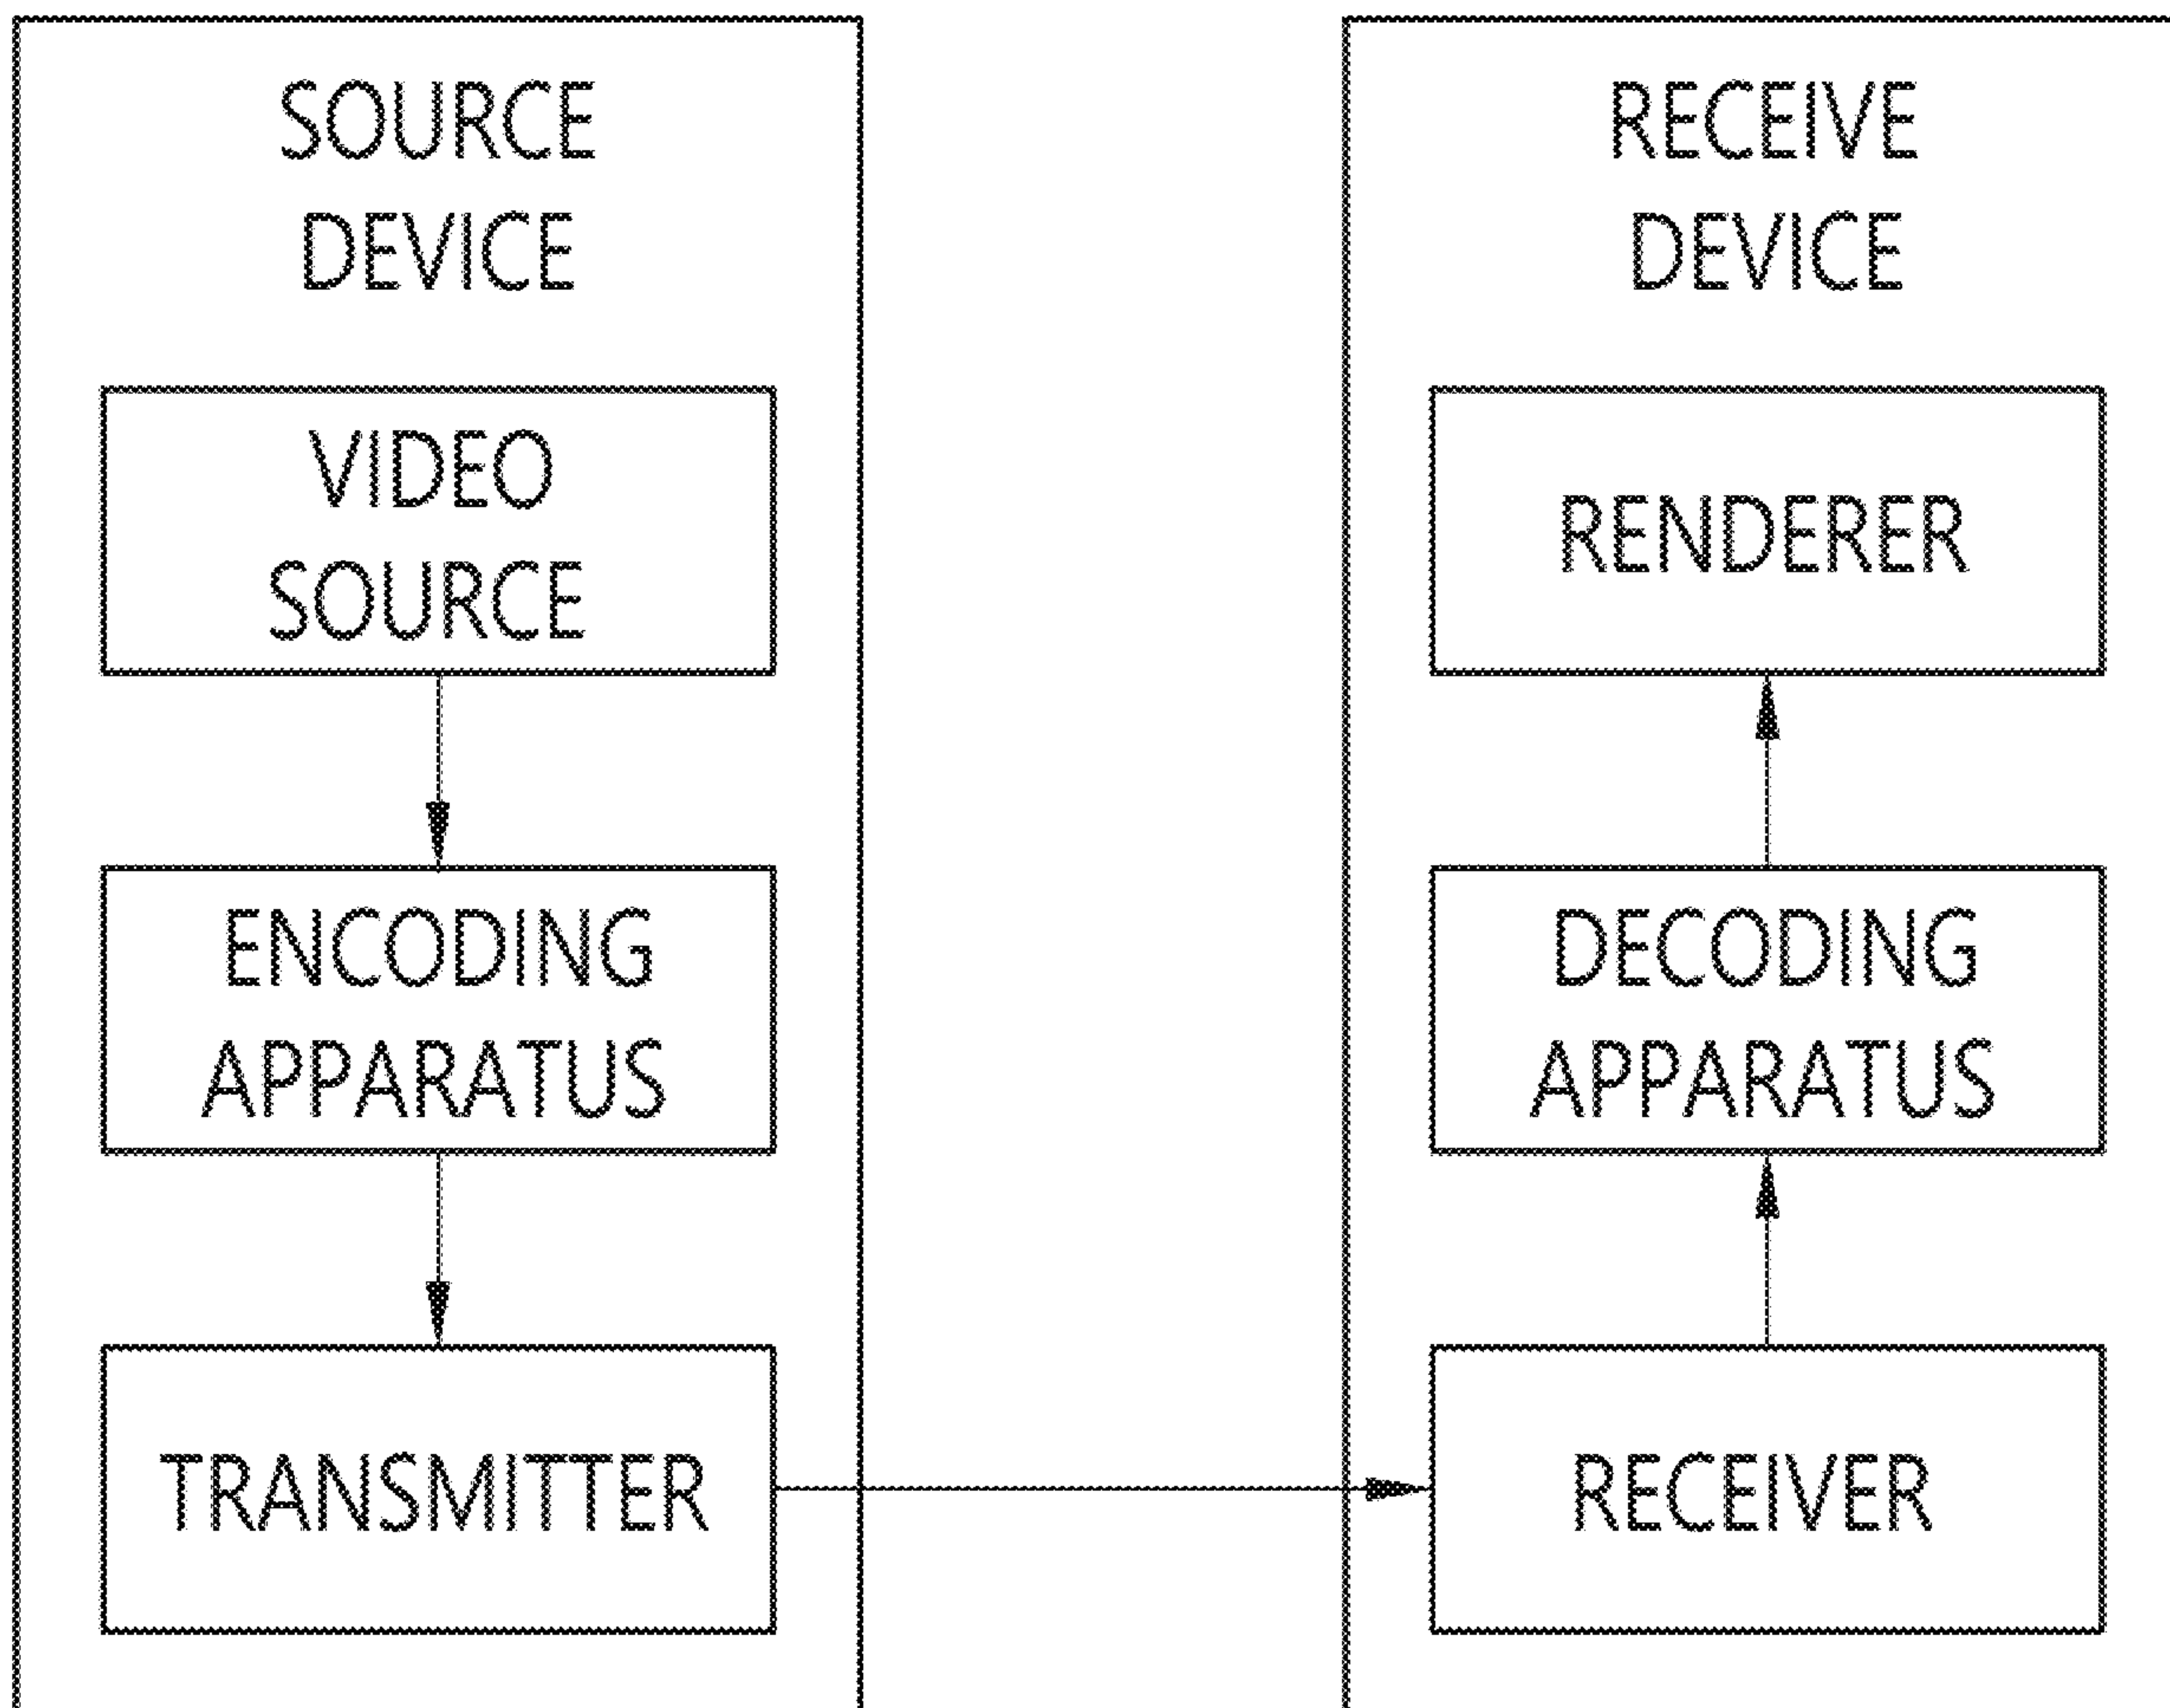 SOURCE
DEVICE
VIDEO
SOURCE
ENCODING
APPARATUS
TRANSMITTER
RECEIVE
DEVICE
RENDERER
DECODING
APPARATUS
RECEIVER